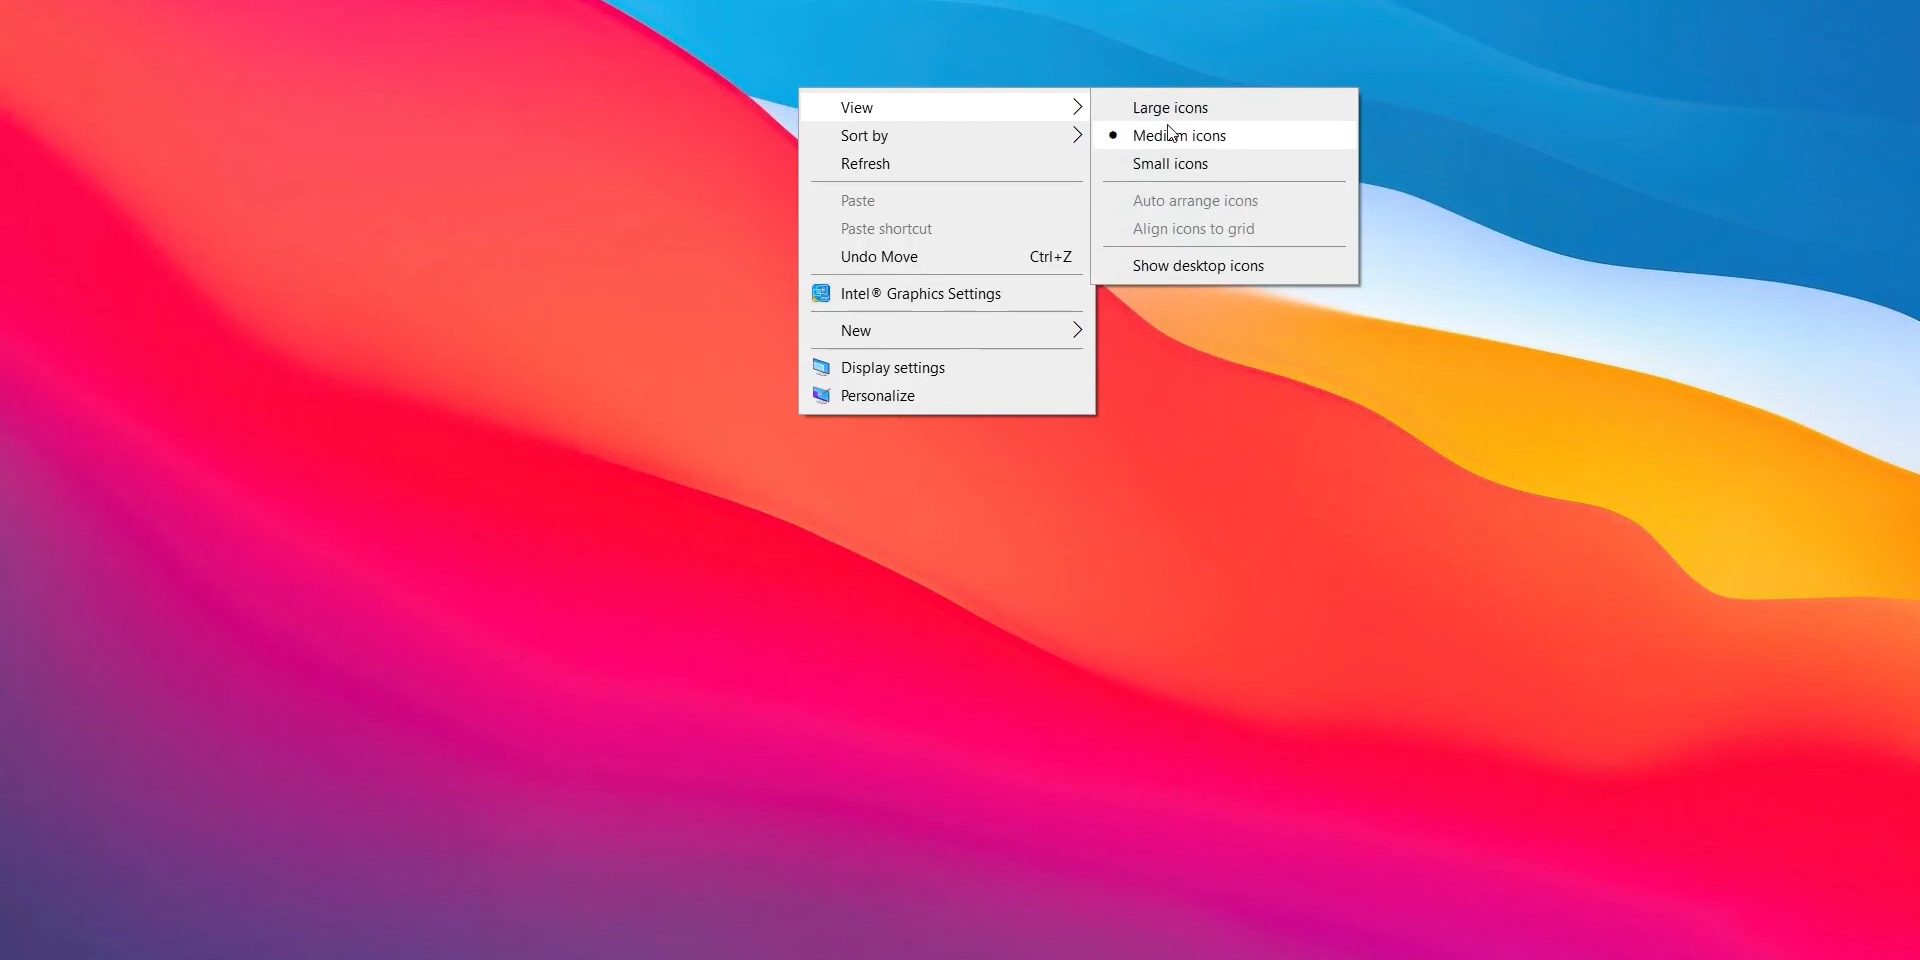 View
Sort by
Refresh
Paste
Paste shortcut
Undo Move Ctrl+Z
Intel® Graphics Settings
New
Display settings
Personalize
Large icons
Medium icons
Small icons
Auto arrange icons
Align icons to grid
Show desktop icons